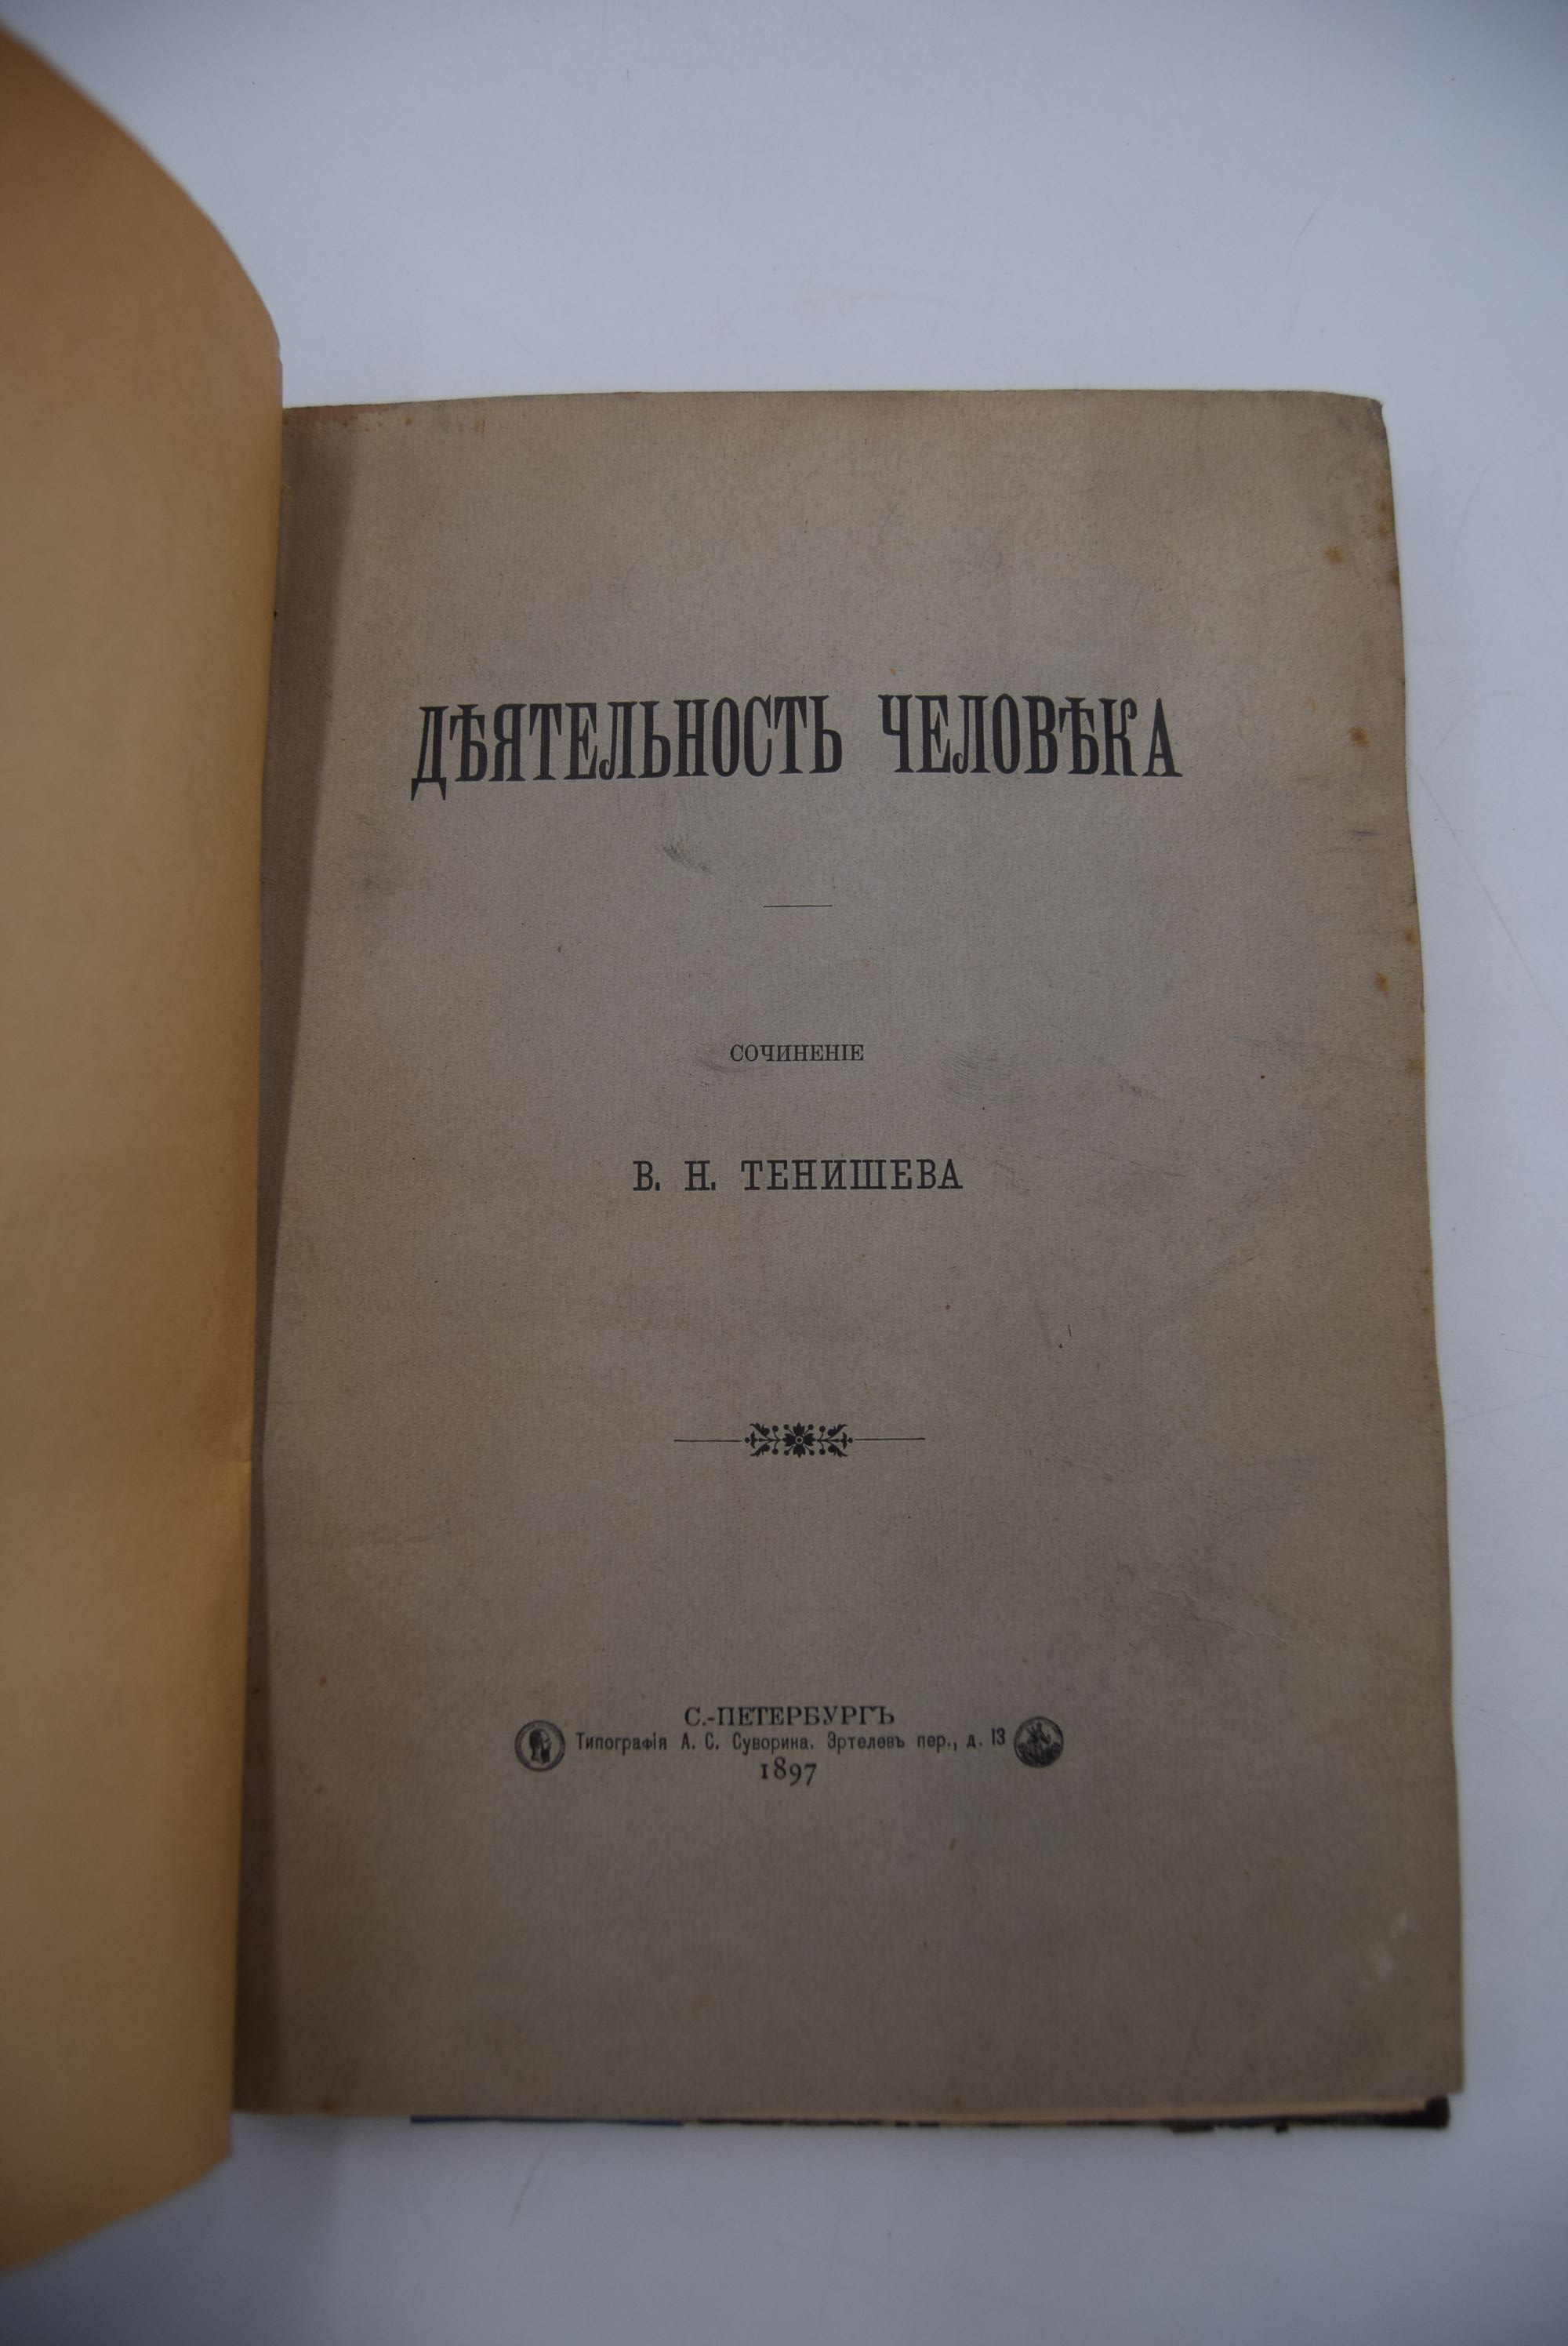 ДѢЯТЕЛЬНОСТЬ ЧЕЛОВѢКА
СОЧИНЕНІЕ
В. Н. ТЕНИШЕВА
С.-ПЕТЕРБУРГЪ
Типографія А. С. Суворина. Эртелевъ пер., д. 13
1897